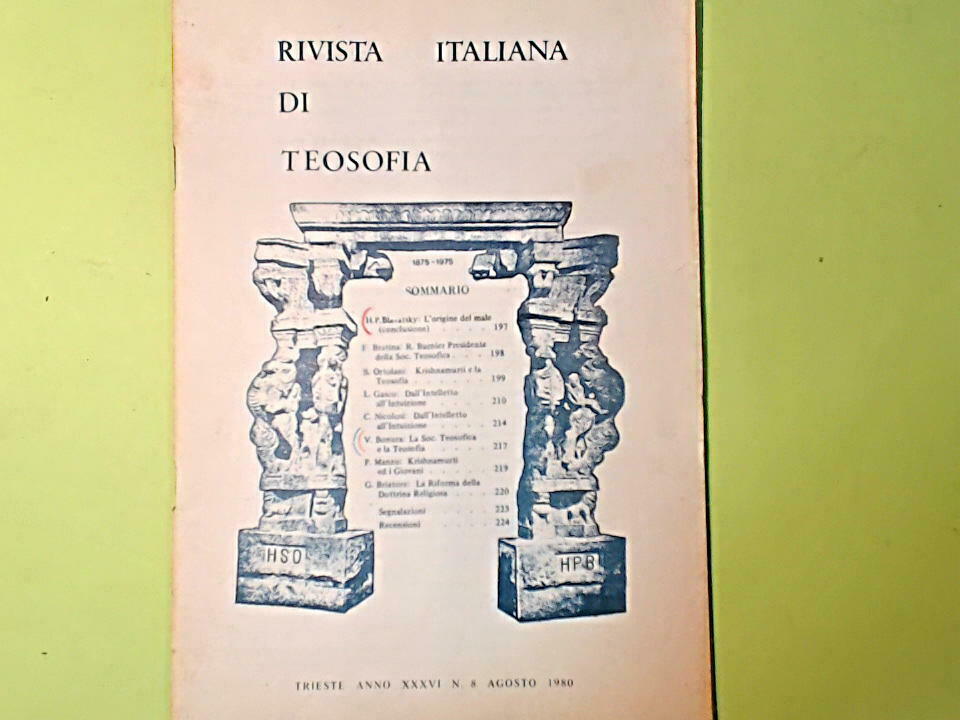 RIVISTA ITALIANA
DI
TEOSOFIA
1875-1975
SOMMARIO
H.P. Blavatsky: L'origine del male
(conclusione) . . . . 197
F. Bratina: R. Burnier Presidente
della Soc. Teosofica . . . 198
S. Ortolani: Krishnamurti e la
Teosofia . . . . . . 199
L. Gasco: Dall'Intelletto
all'Intuizione . . . . 210
C. Nicolosi: Dall'Intelletto
all'Intuizione . . . . 214
V. Bonura: La Soc. Teosofica
e la Teosofia . . . . 217
P. Manzo: Krishnamurti
ed i Giovani . . . . . 219
G. Briatore: La Riforma della
Dottrina Religiosa . . . 220
Segnalazioni . . . . 223
Recensioni . . . . 224
HSO
HPB
TRIESTE ANNO XXXVI N. 8 AGOSTO 1980